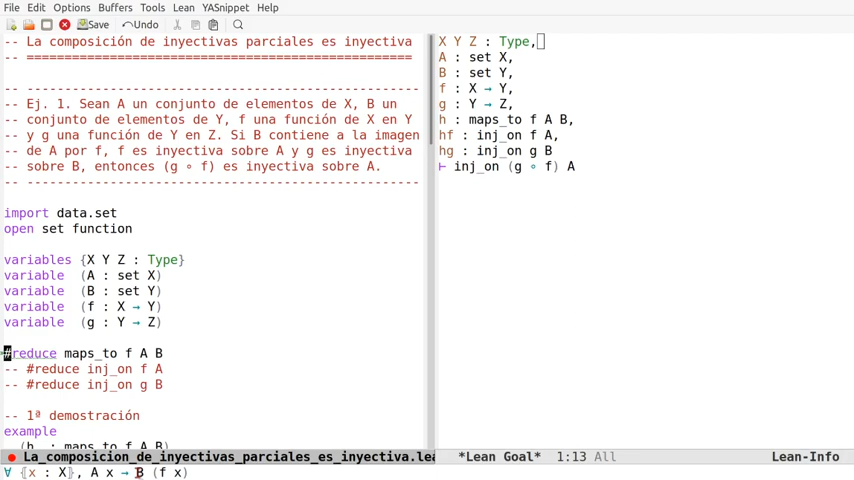 File Edit Options Buffers Tools Lean YASnippet Help
Save Undo
-- La composición de inyectivas parciales es inyectiva
-- ===================================================
-- ---------------------------------------------------
-- Ej. 1. Sean A un conjunto de elementos de X, B un
-- conjunto de elementos de Y, f una función de X en Y
-- y g una función de Y en Z. Si B contiene a la imagen
-- de A por f, f es inyectiva sobre A y g es inyectiva
-- sobre B, entonces (g ∘ f) es inyectiva sobre A.
-- ----------------------------------------------------
import data.set
open set function
variables {X Y Z : Type}
variable  (A : set X)
variable  (B : set Y)
variable  (f : X → Y)
variable  (g : Y → Z)
#reduce maps_to f A B
-- #reduce inj_on f A
-- #reduce inj_on g B
-- 1ª demostración
example
(h  : maps_to f A B)
La_composicion_de_inyectivas_parciales_es_inyectiva.lea
∀ ⦃x : X⦄, A x → B (f x)
X Y Z : Type,
A : set X,
B : set Y,
f : X → Y,
g : Y → Z,
h : maps_to f A B,
hf : inj_on f A,
hg : inj_on g B
⊢ inj_on (g ∘ f) A
*Lean Goal* 1:13 All Lean-Info